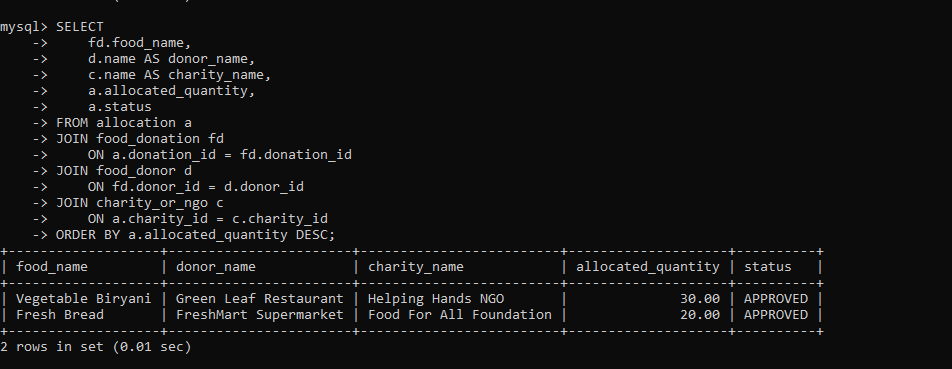 mysql> SELECT
    ->     fd.food_name,
    ->     d.name AS donor_name,
    ->     c.name AS charity_name,
    ->     a.allocated_quantity,
    ->     a.status
    -> FROM allocation a
    -> JOIN food_donation fd
    ->     ON a.donation_id = fd.donation_id
    -> JOIN food_donor d
    ->     ON fd.donor_id = d.donor_id
    -> JOIN charity_or_ngo c
    ->     ON a.charity_id = c.charity_id
    -> ORDER BY a.allocated_quantity DESC;
+-------------------+-----------------------+-------------------------+--------------------+----------+
| food_name         | donor_name            | charity_name            | allocated_quantity | status   |
+-------------------+-----------------------+-------------------------+--------------------+----------+
| Vegetable Biryani | Green Leaf Restaurant | Helping Hands NGO       |              30.00 | APPROVED |
| Fresh Bread       | FreshMart Supermarket | Food For All Foundation |              20.00 | APPROVED |
+-------------------+-----------------------+-------------------------+--------------------+----------+
2 rows in set (0.01 sec)